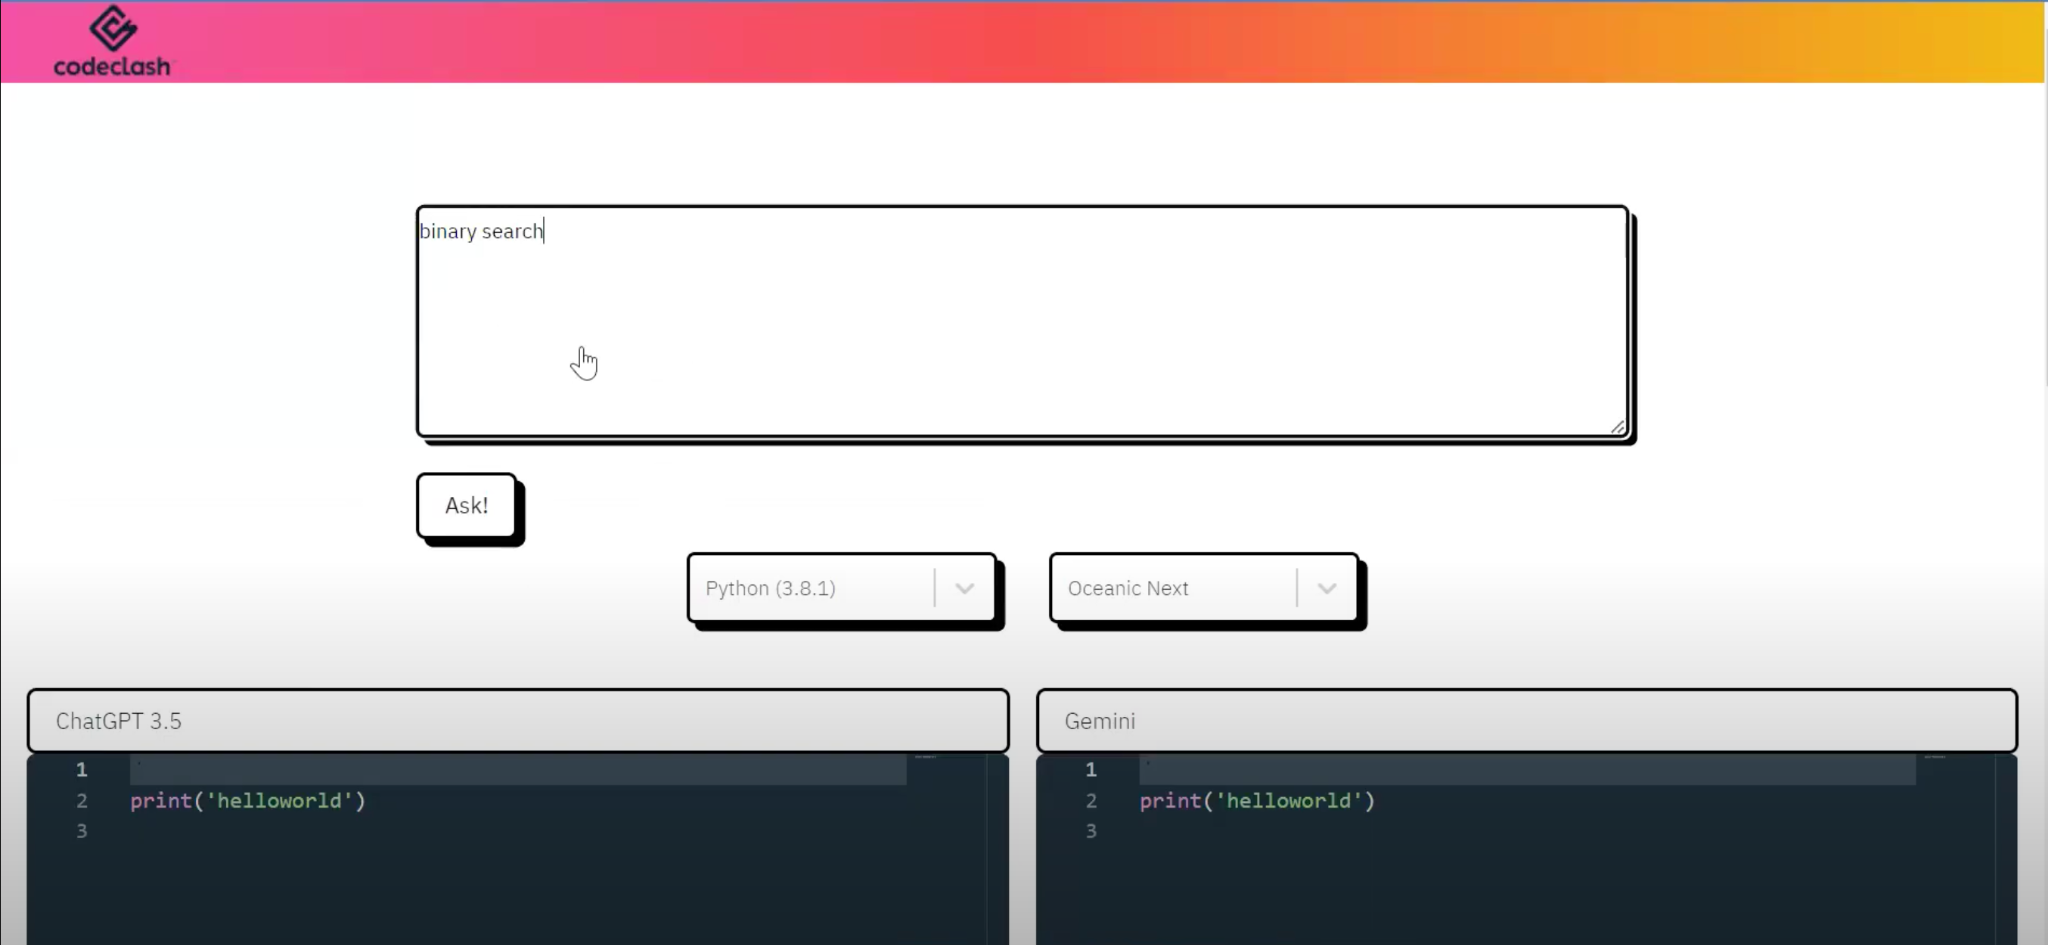 codeclash
binary search
Ask!
Python (3.8.1)
Oceanic Next
ChatGPT 3.5
1
2 print('helloworld')
3
Gemini
1
2 print('helloworld')
3